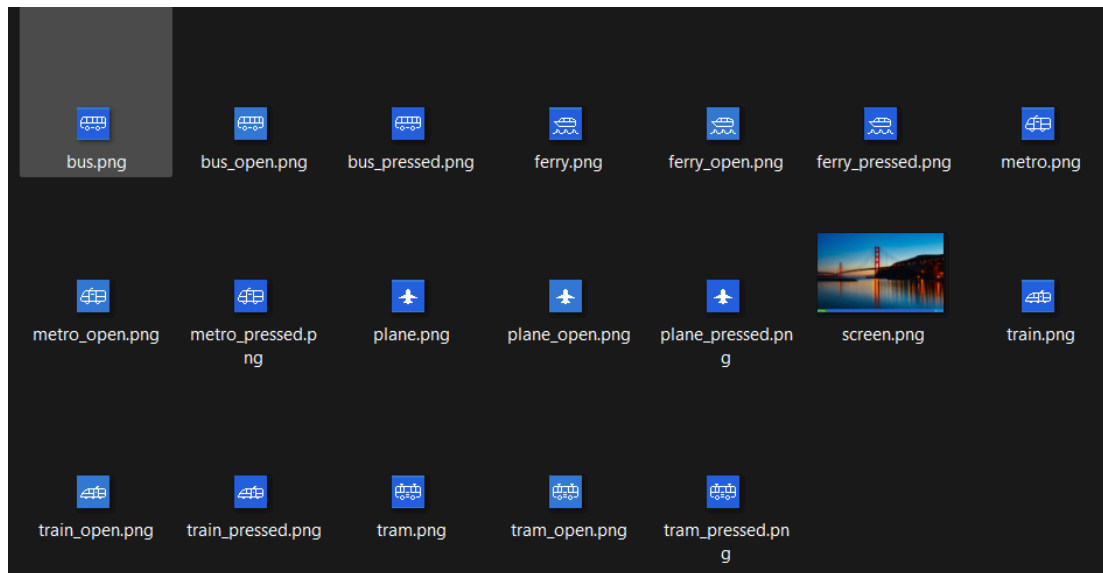 bus.png
bus_open.png
bus_pressed.png
ferry.png
ferry_open.png
ferry_pressed.png
metro.png
metro_open.png
metro_pressed.p
ng
plane.png
plane_open.png
plane_pressed.pn
g
screen.png
train.png
train_open.png
train_pressed.png
tram.png
tram_open.png
tram_pressed.pn
g